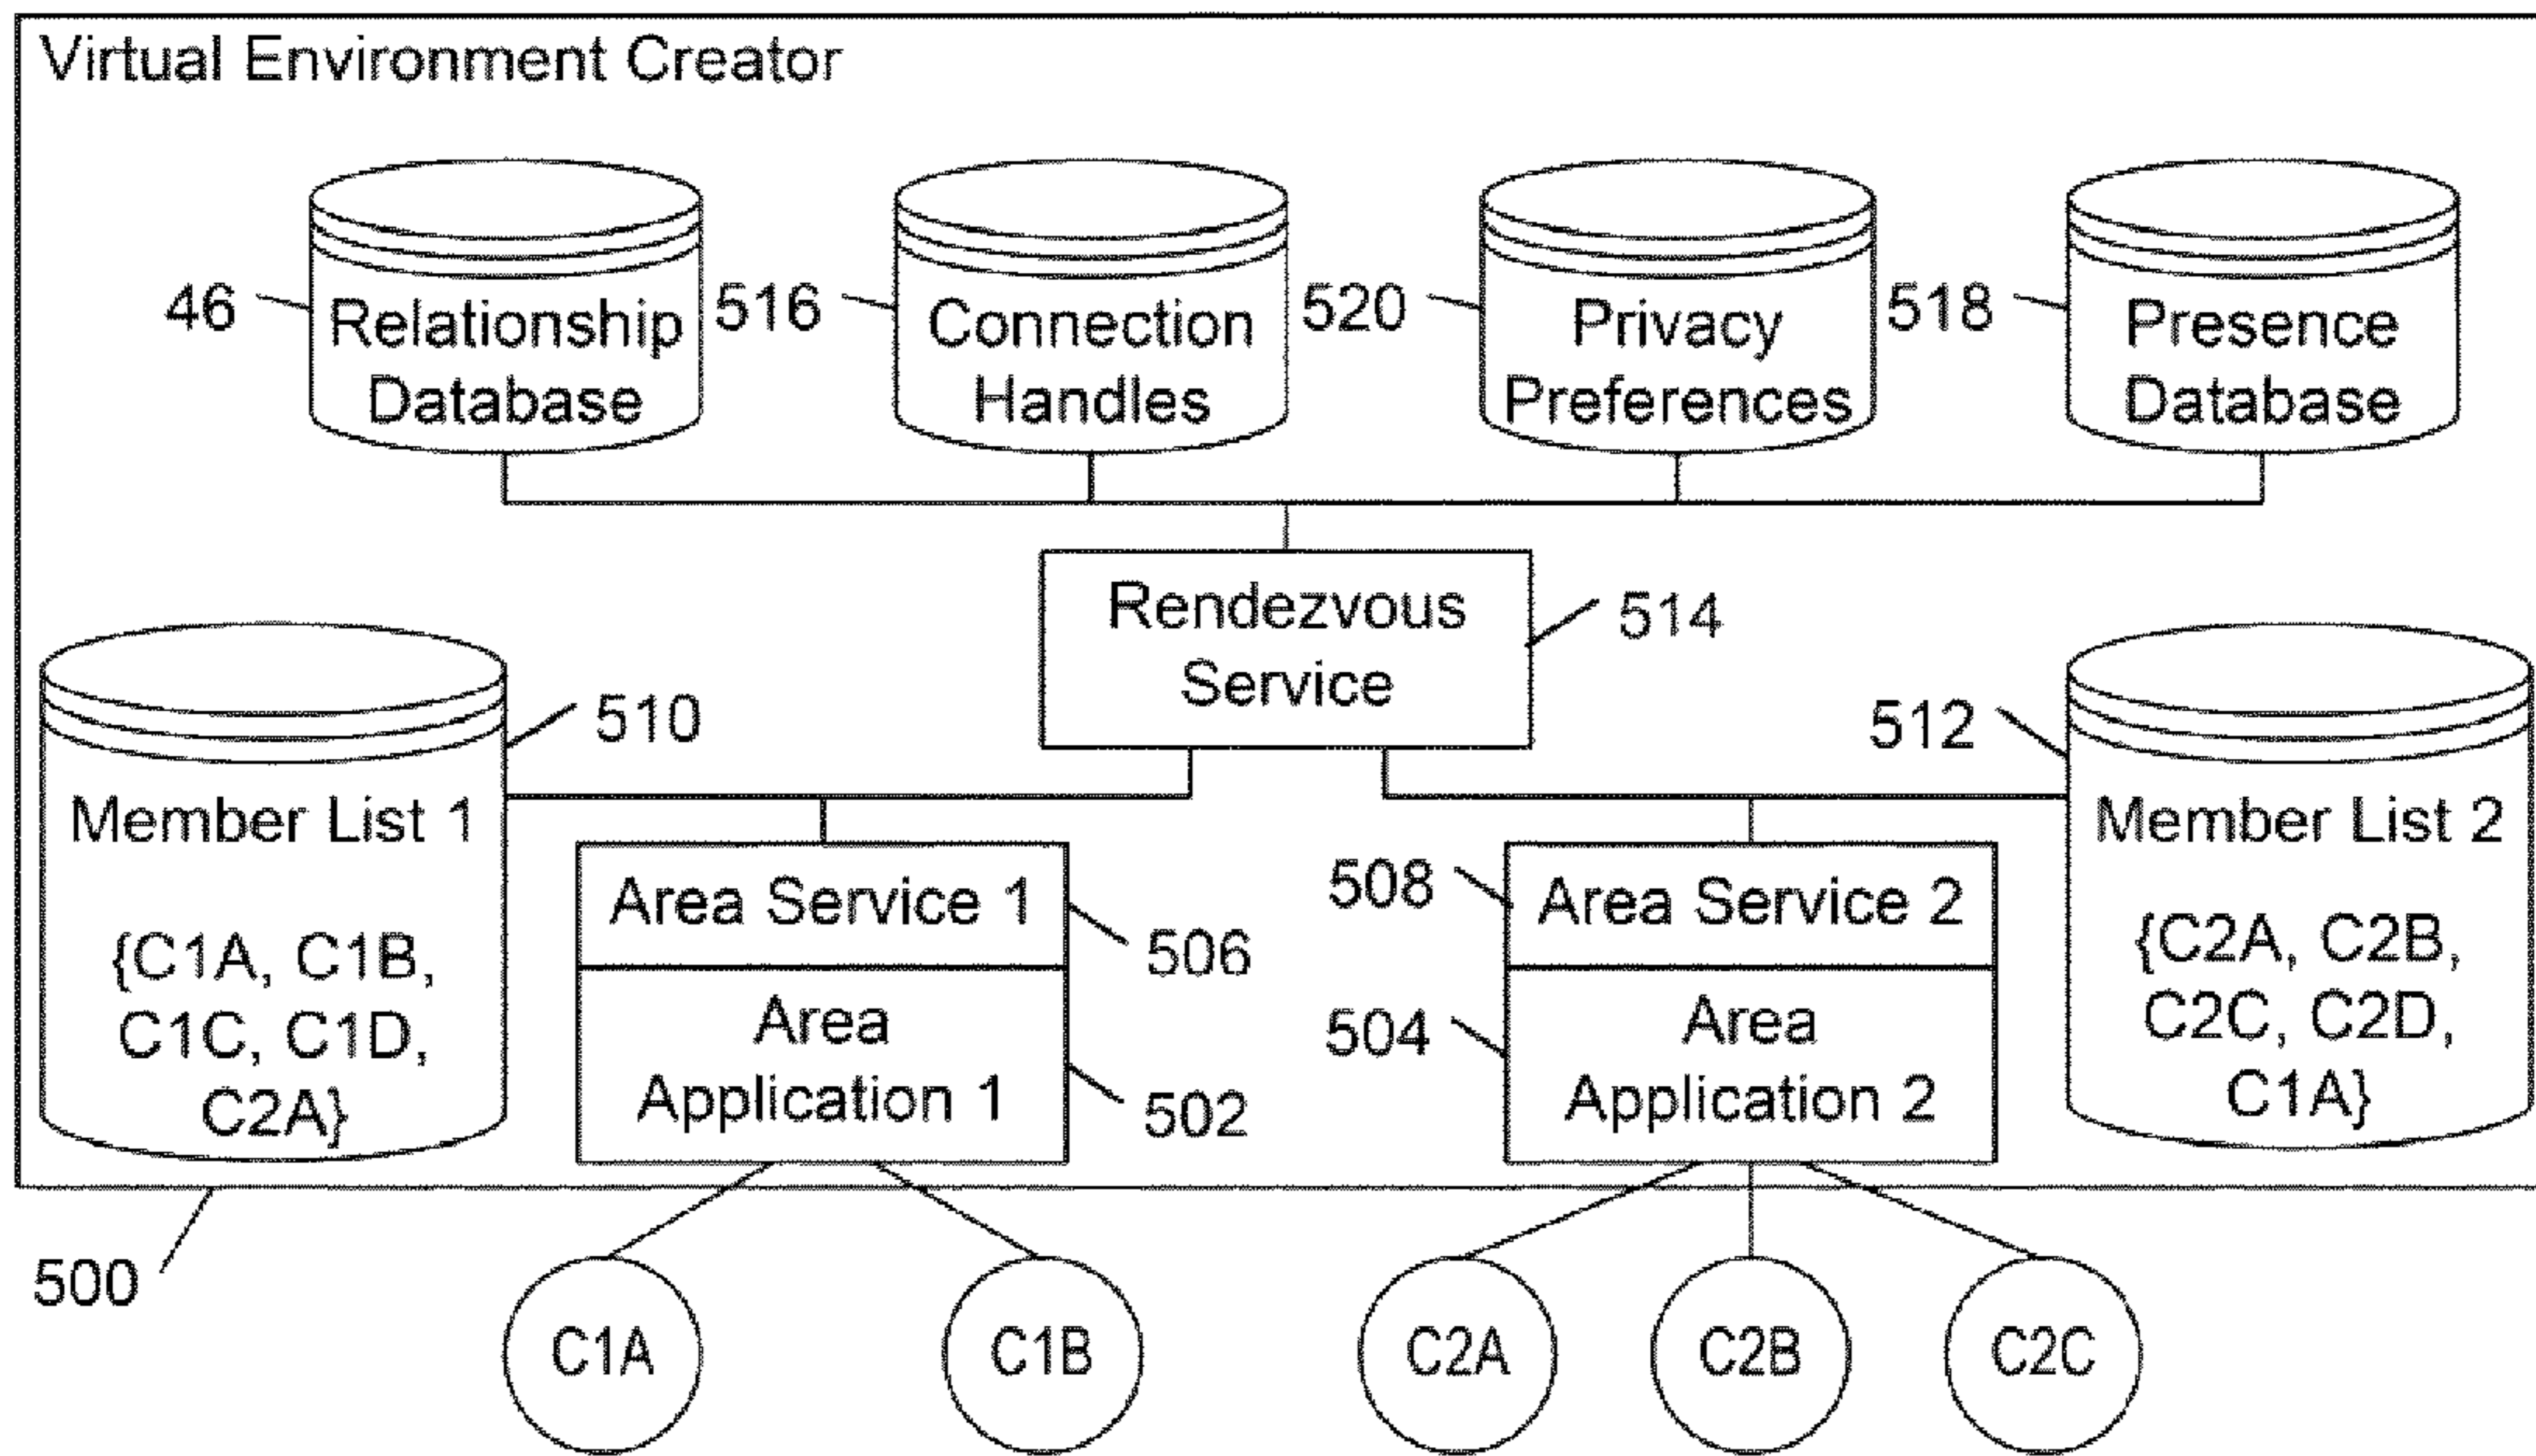 Virtual Environment Creator
46
Relationship
Database
516
Connection
Handles
520
Privacy
Preferences
518
Presence
Database
Rendezvous
Service
514
510
Member List 1
{C1A, C1B,
C1C, C1D,
C2A}
512
Member List 2
{C2A, C2B,
C2C, C2D,
C1A}
Area Service 1
506
Area
Application 1
502
508
Area Service 2
504
Area
Application 2
500
C1A
C1B
C2A
C2B
C2C